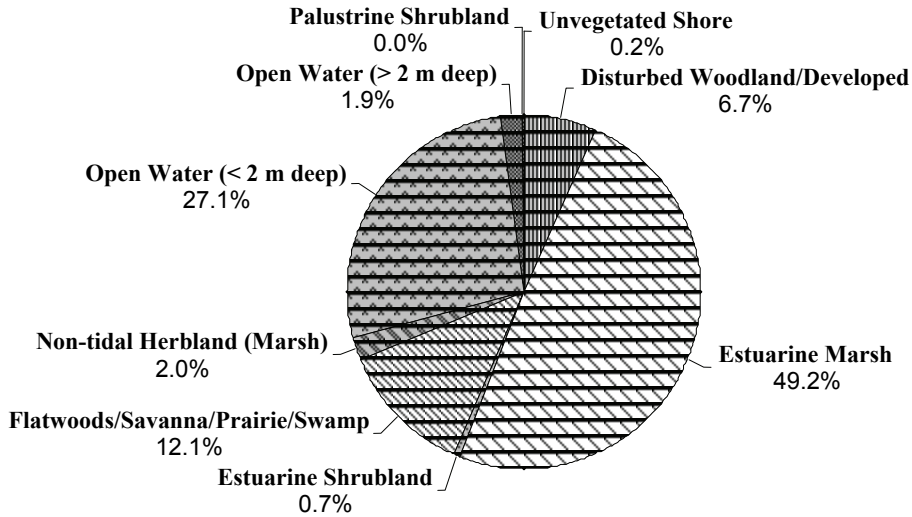 Palustrine Shrubland
0.0%
Unvegetated Shore
0.2%
Open Water (> 2 m deep)
1.9%
Disturbed Woodland/Developed
6.7%
Open Water (< 2 m deep)
27.1%
Non-tidal Herbland (Marsh)
2.0%
Estuarine Marsh
49.2%
Flatwoods/Savanna/Prairie/Swamp
12.1%
Estuarine Shrubland
0.7%